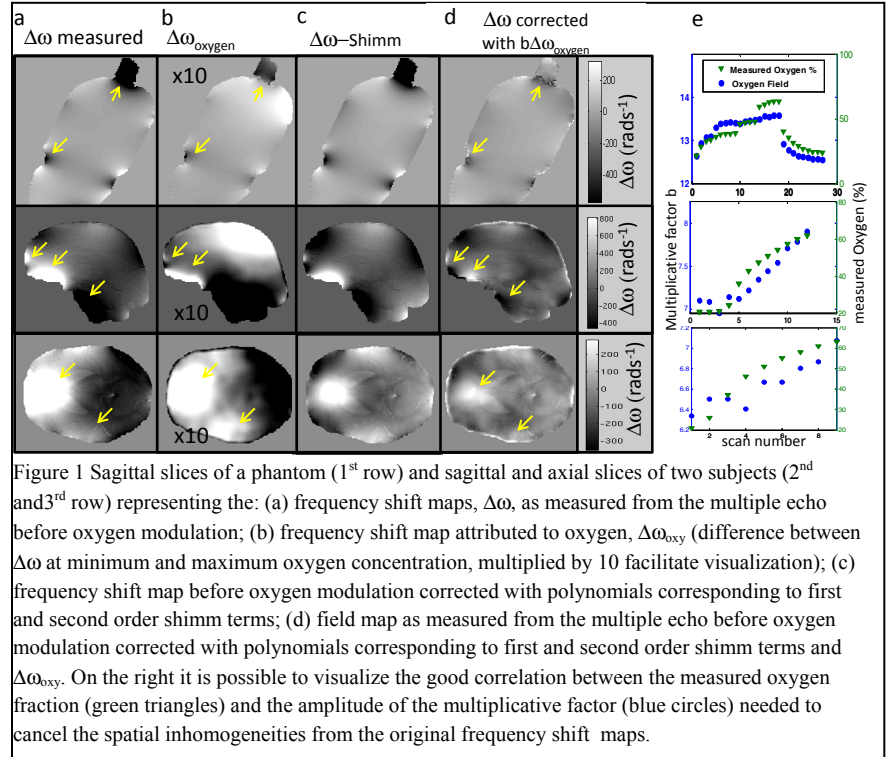 a b c d e
Δω measured Δω oxygen Δω−Shimm Δω corrected with bΔω oxygen
x10
200
0
-200
-400
Δω (rads-1)
x10
800
600
400
200
0
-200
-400
Δω (rads-1)
x10
200
100
0
-100
-200
-300
Δω (rads-1)
Measured Oxygen %
Oxygen Field
14
13
12
100
50
0
0 10 20 30
Multiplicative factor b
measured Oxygen (%)
8
7.5
7
80
60
40
20
0 5 10 15
7.2
7
6.8
6.6
6.4
6.2
70
60
50
40
30
20
2 4 6 8
scan number
Figure 1 Sagittal slices of a phantom (1st row) and sagittal and axial slices of two subjects (2nd
and3rd row) representing the: (a) frequency shift maps, Δω, as measured from the multiple echo
before oxygen modulation; (b) frequency shift map attributed to oxygen, Δωoxy (difference between
Δω at minimum and maximum oxygen concentration, multiplied by 10 facilitate visualization); (c)
frequency shift map before oxygen modulation corrected with polynomials corresponding to first
and second order shimm terms; (d) field map as measured from the multiple echo before oxygen
modulation corrected with polynomials corresponding to first and second order shimm terms and
Δωoxy. On the right it is possible to visualize the good correlation between the measured oxygen
fraction (green triangles) and the amplitude of the multiplicative factor (blue circles) needed to
cancel the spatial inhomogeneities from the original frequency shift maps.